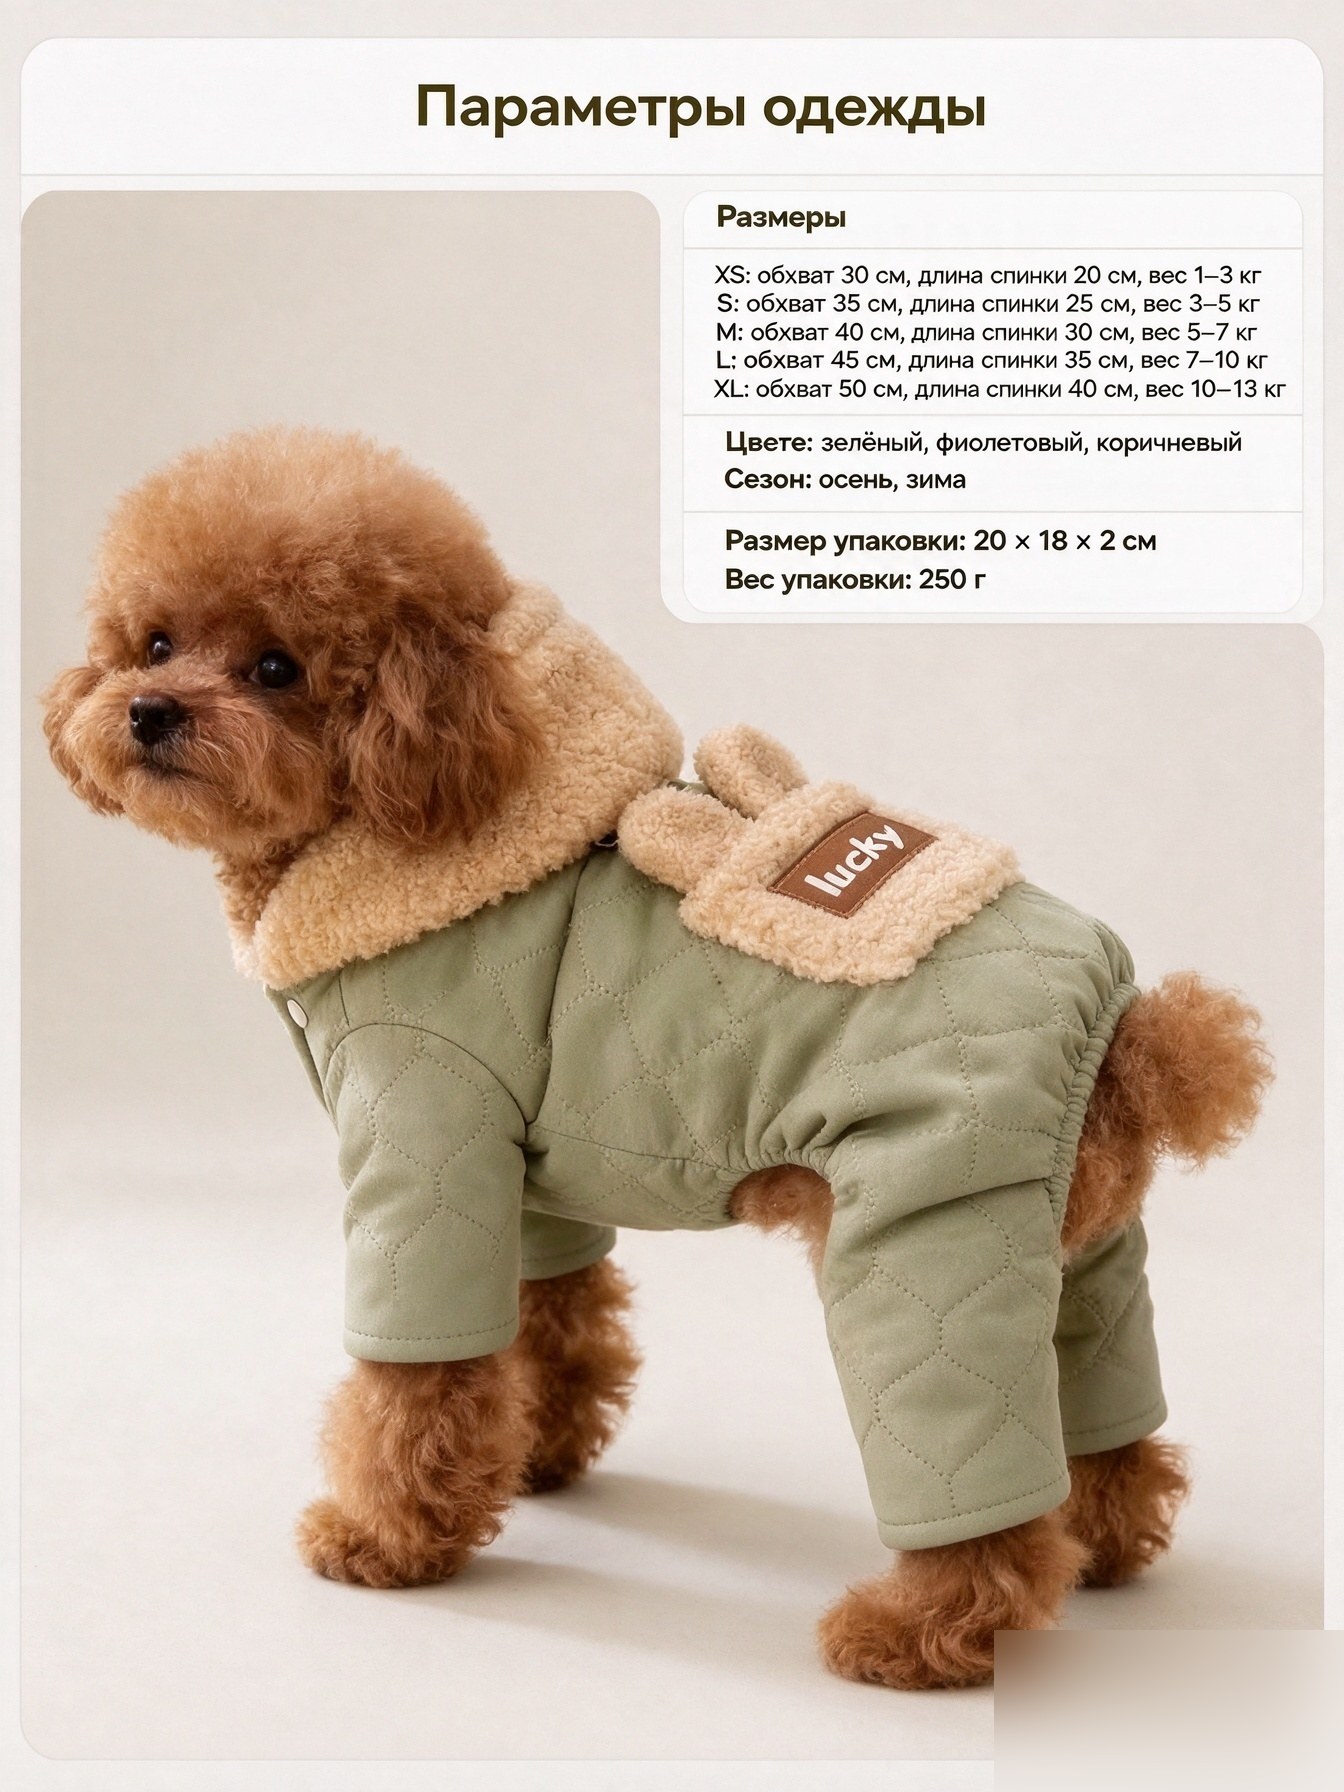 Параметры одежды
Размеры
XS: обхват 30 см, длина спинки 20 см, вес 1–3 кг
S: обхват 35 см, длина спинки 25 см, вес 3–5 кг
M: обхват 40 см, длина спинки 30 см, вес 5–7 кг
L: обхват 45 см, длина спинки 35 см, вес 7–10 кг
XL: обхват 50 см, длина спинки 40 см, вес 10–13 кг
Цвете: зелёный, фиолетовый, коричневый
Сезон: осень, зима
Размер упаковки: 20 × 18 × 2 см
Вес упаковки: 250 г
lucky